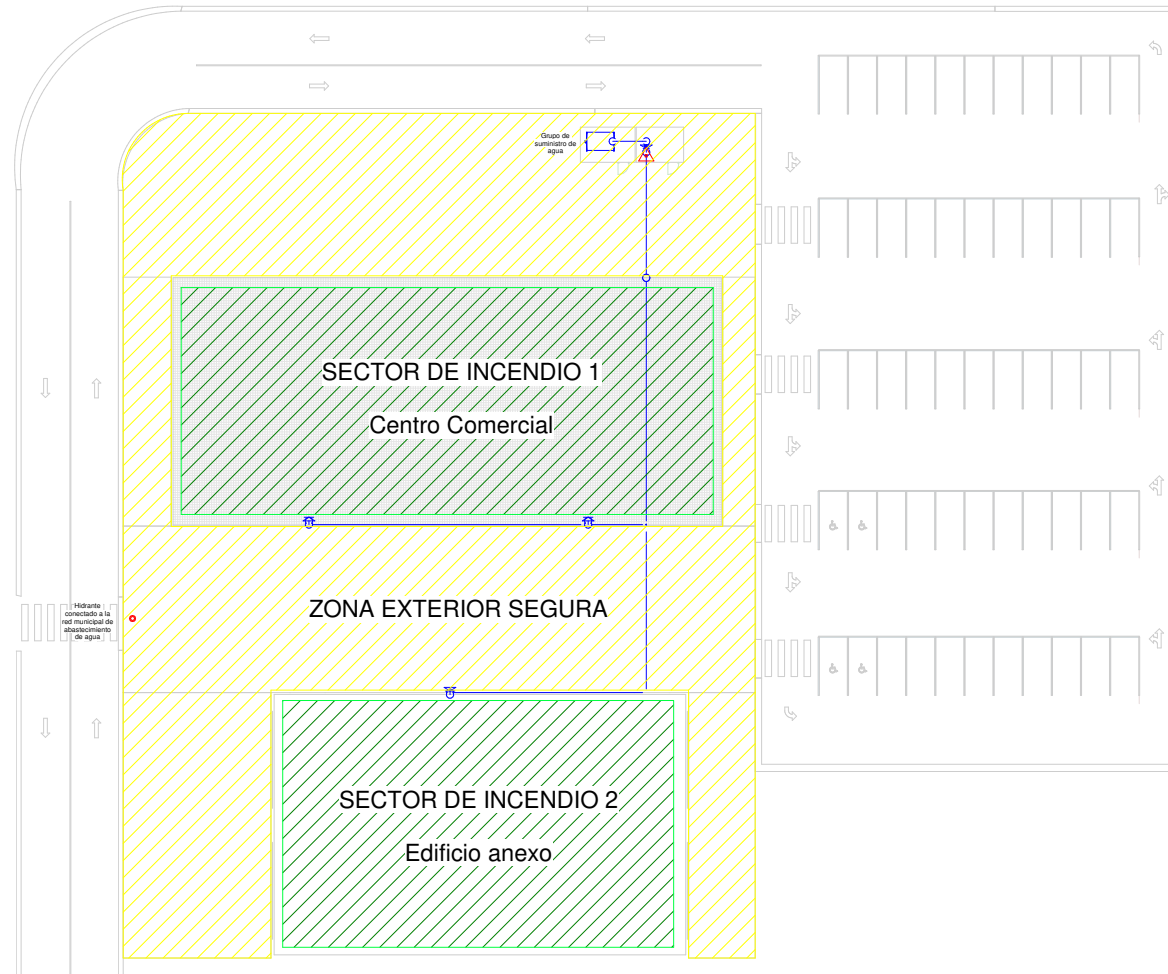 Grupo de
suministro de
agua
SECTOR DE INCENDIO 1
Centro Comercial
Hidrante
conectado a la
red municipal de
abastecimiento
de agua
ZONA EXTERIOR SEGURA
SECTOR DE INCENDIO 2
Edificio anexo